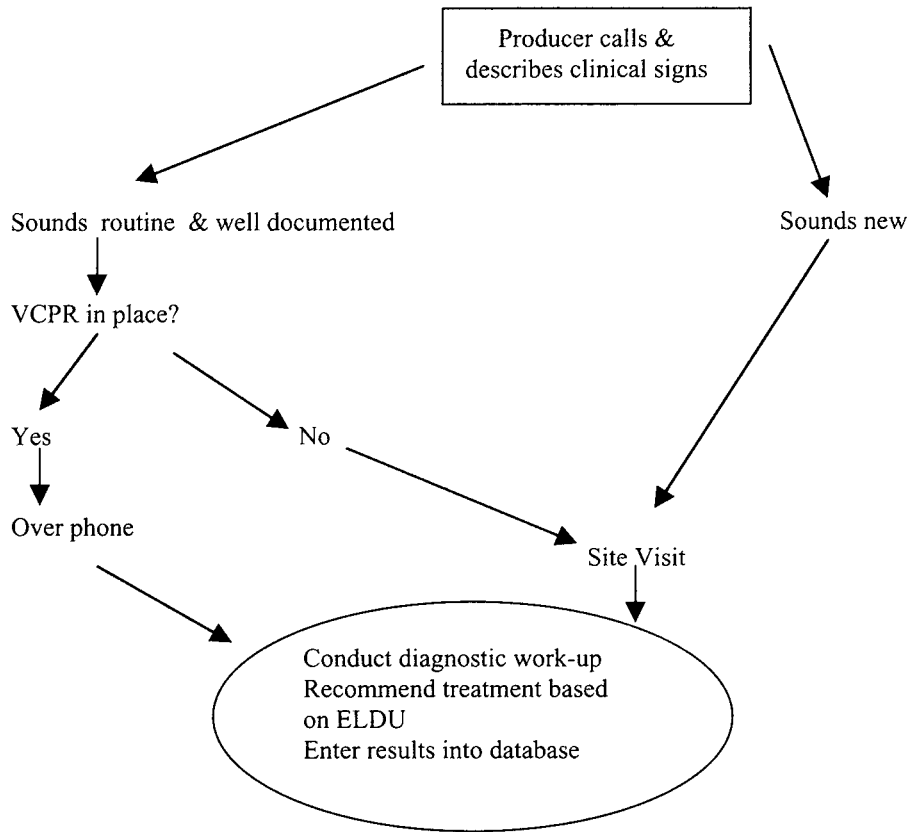 Producer calls &
describes clinical signs
Sounds routine & well documented
Sounds new
VCPR in place?
Yes
No
Over phone
Site Visit
Conduct diagnostic work-up
Recommend treatment based
on ELDU
Enter results into database